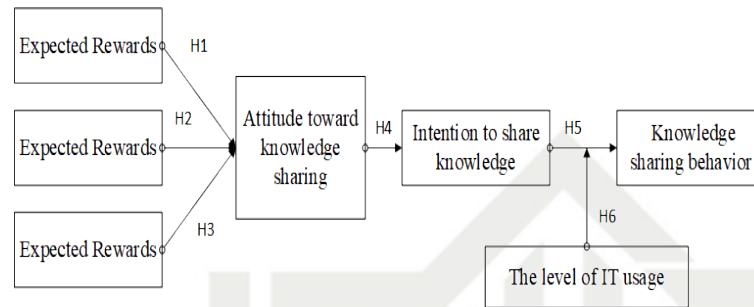 Expected Rewards
H1
Expected Rewards
H2
Expected Rewards
H3
Attitude toward
knowledge
sharing
H4
Intention to share
knowledge
H5
Knowledge
sharing behavior
H6
The level of IT usage